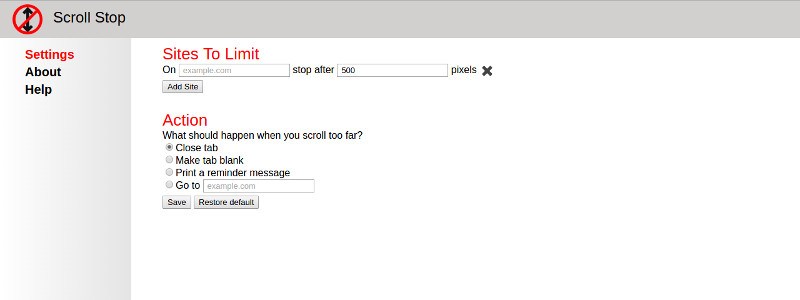 Scroll Stop
Settings
About
Help
Sites To Limit
On example.com stop after 500 pixels
Add Site
Action
What should happen when you scroll too far?
Close tab
Make tab blank
Print a reminder message
Go to example.com
Save Restore default